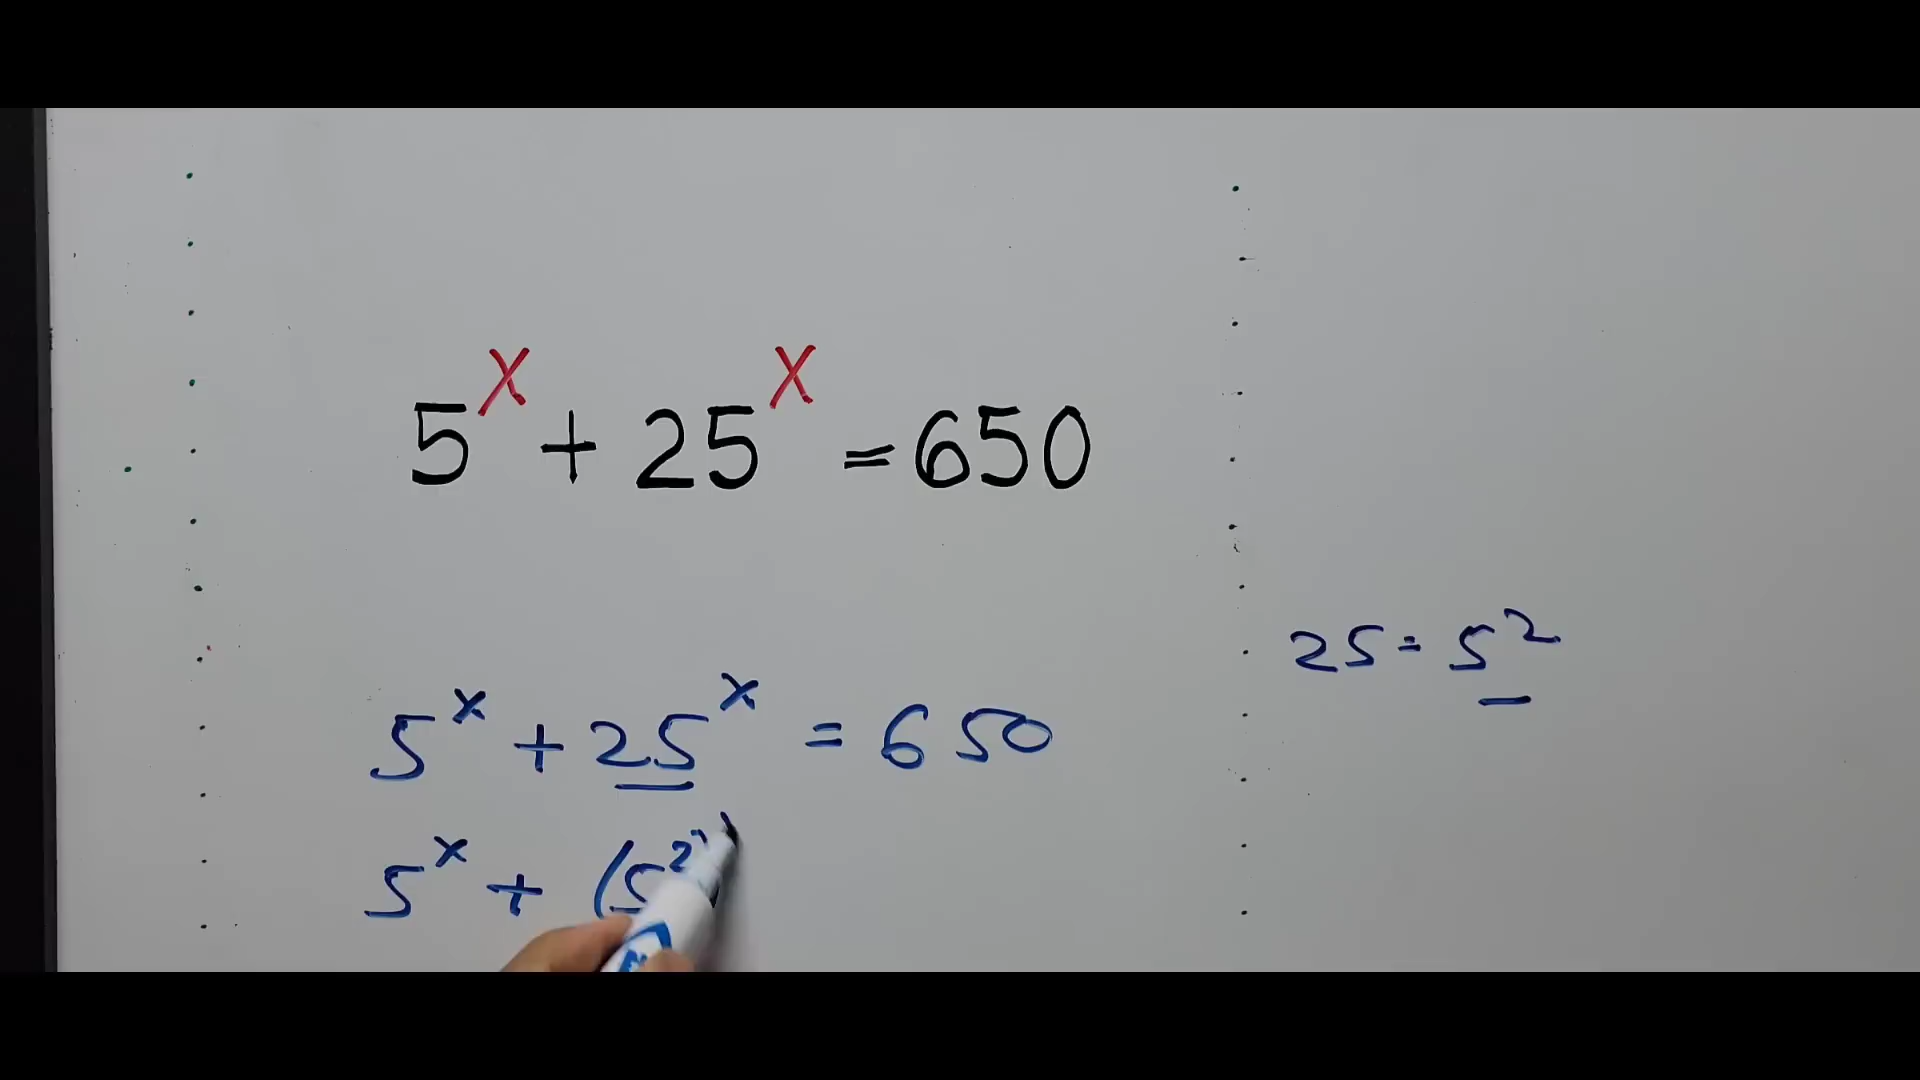 5^x + 25^x = 650
25 = 5^2
5^x + 25^x = 650
5^x + (5^2)